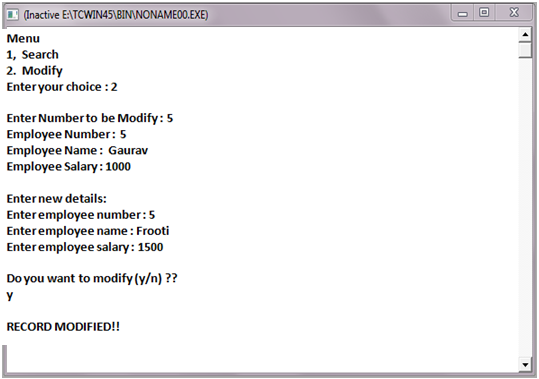 (Inactive E:\TCWIN45\BIN\NONAME00.EXE)
Menu
1, Search
2. Modify
Enter your choice : 2
Enter Number to be Modify : 5
Employee Number : 5
Employee Name : Gaurav
Employee Salary : 1000
Enter new details:
Enter employee number : 5
Enter employee name : Frooti
Enter employee salary : 1500
Do you want to modify (y/n) ??
y
RECORD MODIFIED!!